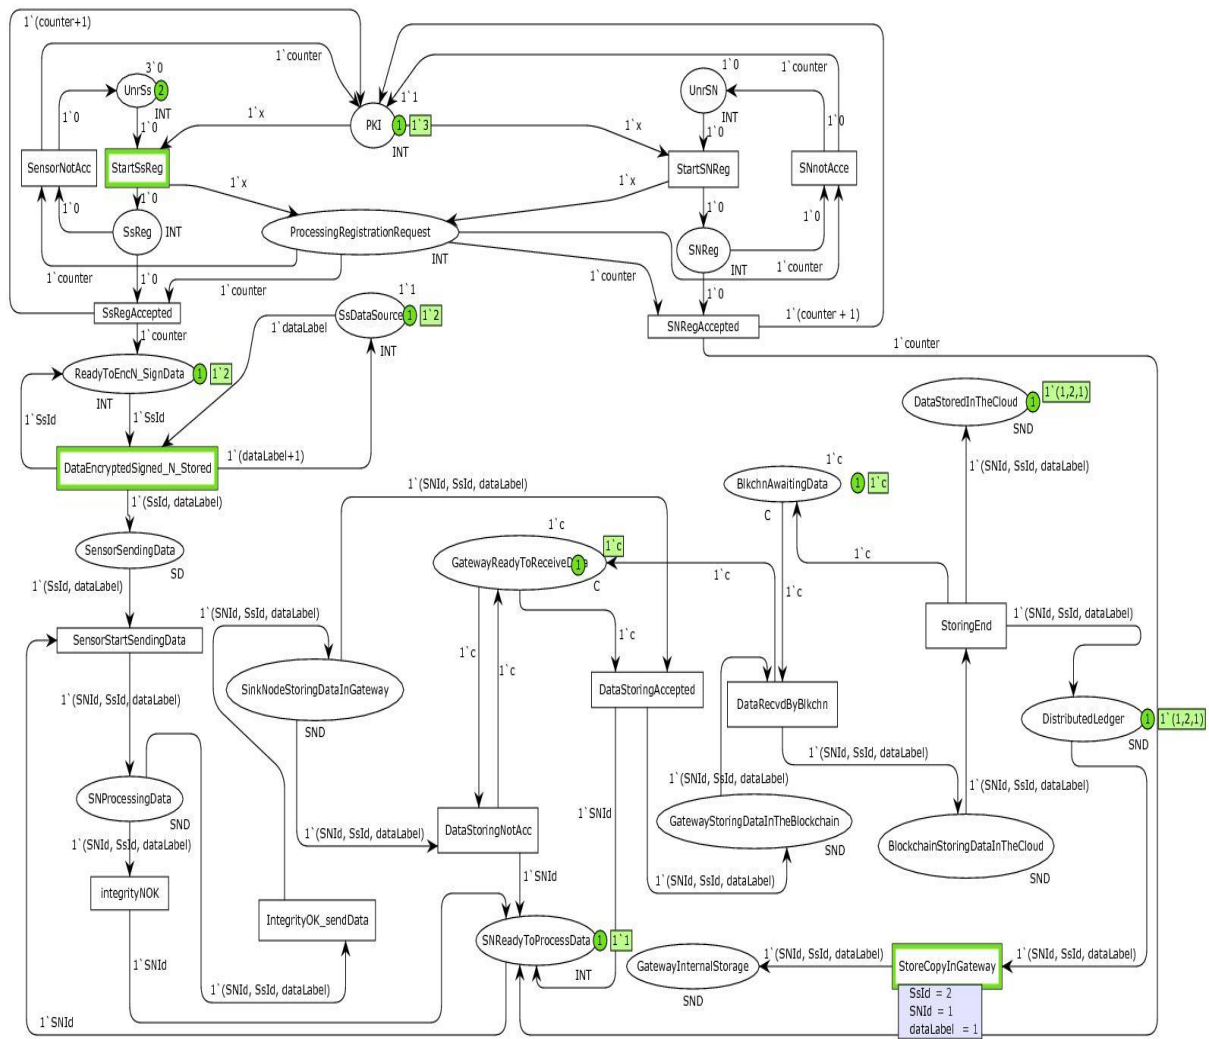 1`(counter+1)
1`counter
3`0
UnrSs
2
INT
1`0
1`0
1`x
1`1
PKI
1
1`3
INT
1`x
1`0
UnrSN
INT
1`0
1`counter
1`0
SensorNotAcc
StartSsReg
StartSNReg
SNnotAcce
1`0
1`0
1`x
1`x
1`0
1`0
SsReg
INT
ProcessingRegistrationRequest
INT
SNReg
INT
1`counter
1`0
1`counter
1`counter
1`counter
1`0
SsRegAccepted
1`counter
1`1
SsDataSource
1
1`2
INT
1`dataLabel
SNRegAccepted
1`(counter + 1)
1`counter
ReadyToEncN_SignData
1
1`2
INT
1`SsId
1`SsId
DataEncryptedSigned_N_Stored
1`(dataLabel+1)
1`(SsId, dataLabel)
DataStoredInTheCloud
1
1`(1,2,1)
SND
1`(SNId, SsId, dataLabel)
1`c
BlkchnAwaitingData
1
1`c
C
1`(SNId, SsId, dataLabel)
SensorSendingData
SD
1`(SsId, dataLabel)
1`c
GatewayReadyToReceiveD
1
1`c
C
1`c
1`c
1`c
SensorStartSendingData
1`(SNId, SsId, dataLabel)
1`c
1`c
1`c
StoringEnd
1`(SNId, SsId, dataLabel)
1`(SNId, SsId, dataLabel)
SinkNodeStoringDataInGateway
SND
DataStoringAccepted
DataRecvdByBlkchn
DistributedLedger
1
1`(1,2,1)
SND
1`(SNId, SsId, dataLabel)
1`(SNId, SsId, dataLabel)
1`(SNId, SsId, dataLabel)
SNProcessingData
SND
1`(SNId, SsId, dataLabel)
1`(SNId, SsId, dataLabel)
DataStoringNotAcc
1`SNId
GatewayStoringDataInTheBlockchain
SND
BlockchainStoringDataInTheCloud
SND
1`SNId
1`(SNId, SsId, dataLabel)
integrityNOK
IntegrityOK_sendData
1`SNId
1`(SNId, SsId, dataLabel)
SNReadyToProcessData
1
1`1
INT
GatewayInternalStorage
SND
1`(SNId, SsId, dataLabel)
StoreCopyInGateway
1`(SNId, SsId, dataLabel)
SsId = 2
SNId = 1
dataLabel = 1
1`SNId